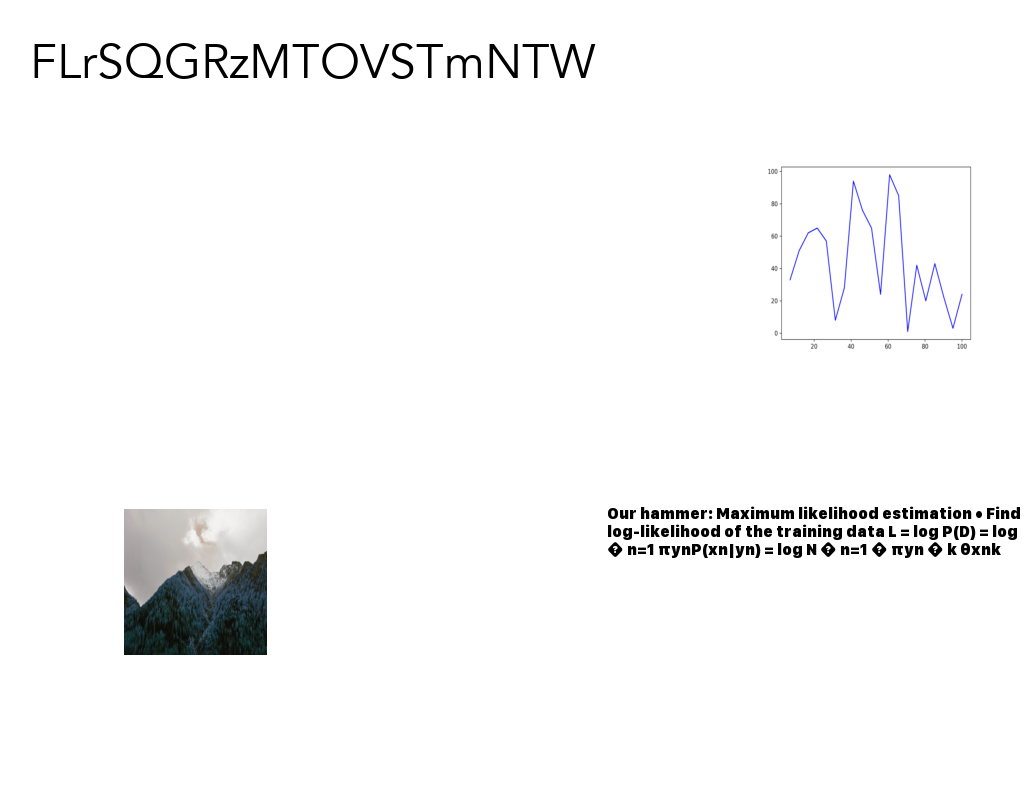 FLrSQGRzMTOVSTmNTW
100
80
60
40
20
0
20 40 60 80 100
Our hammer: Maximum likelihood estimation • Find
log-likelihood of the training data L = log P(D) = log
� n=1 πynP(xn|yn) = log N � n=1 � πyn � k θxnk